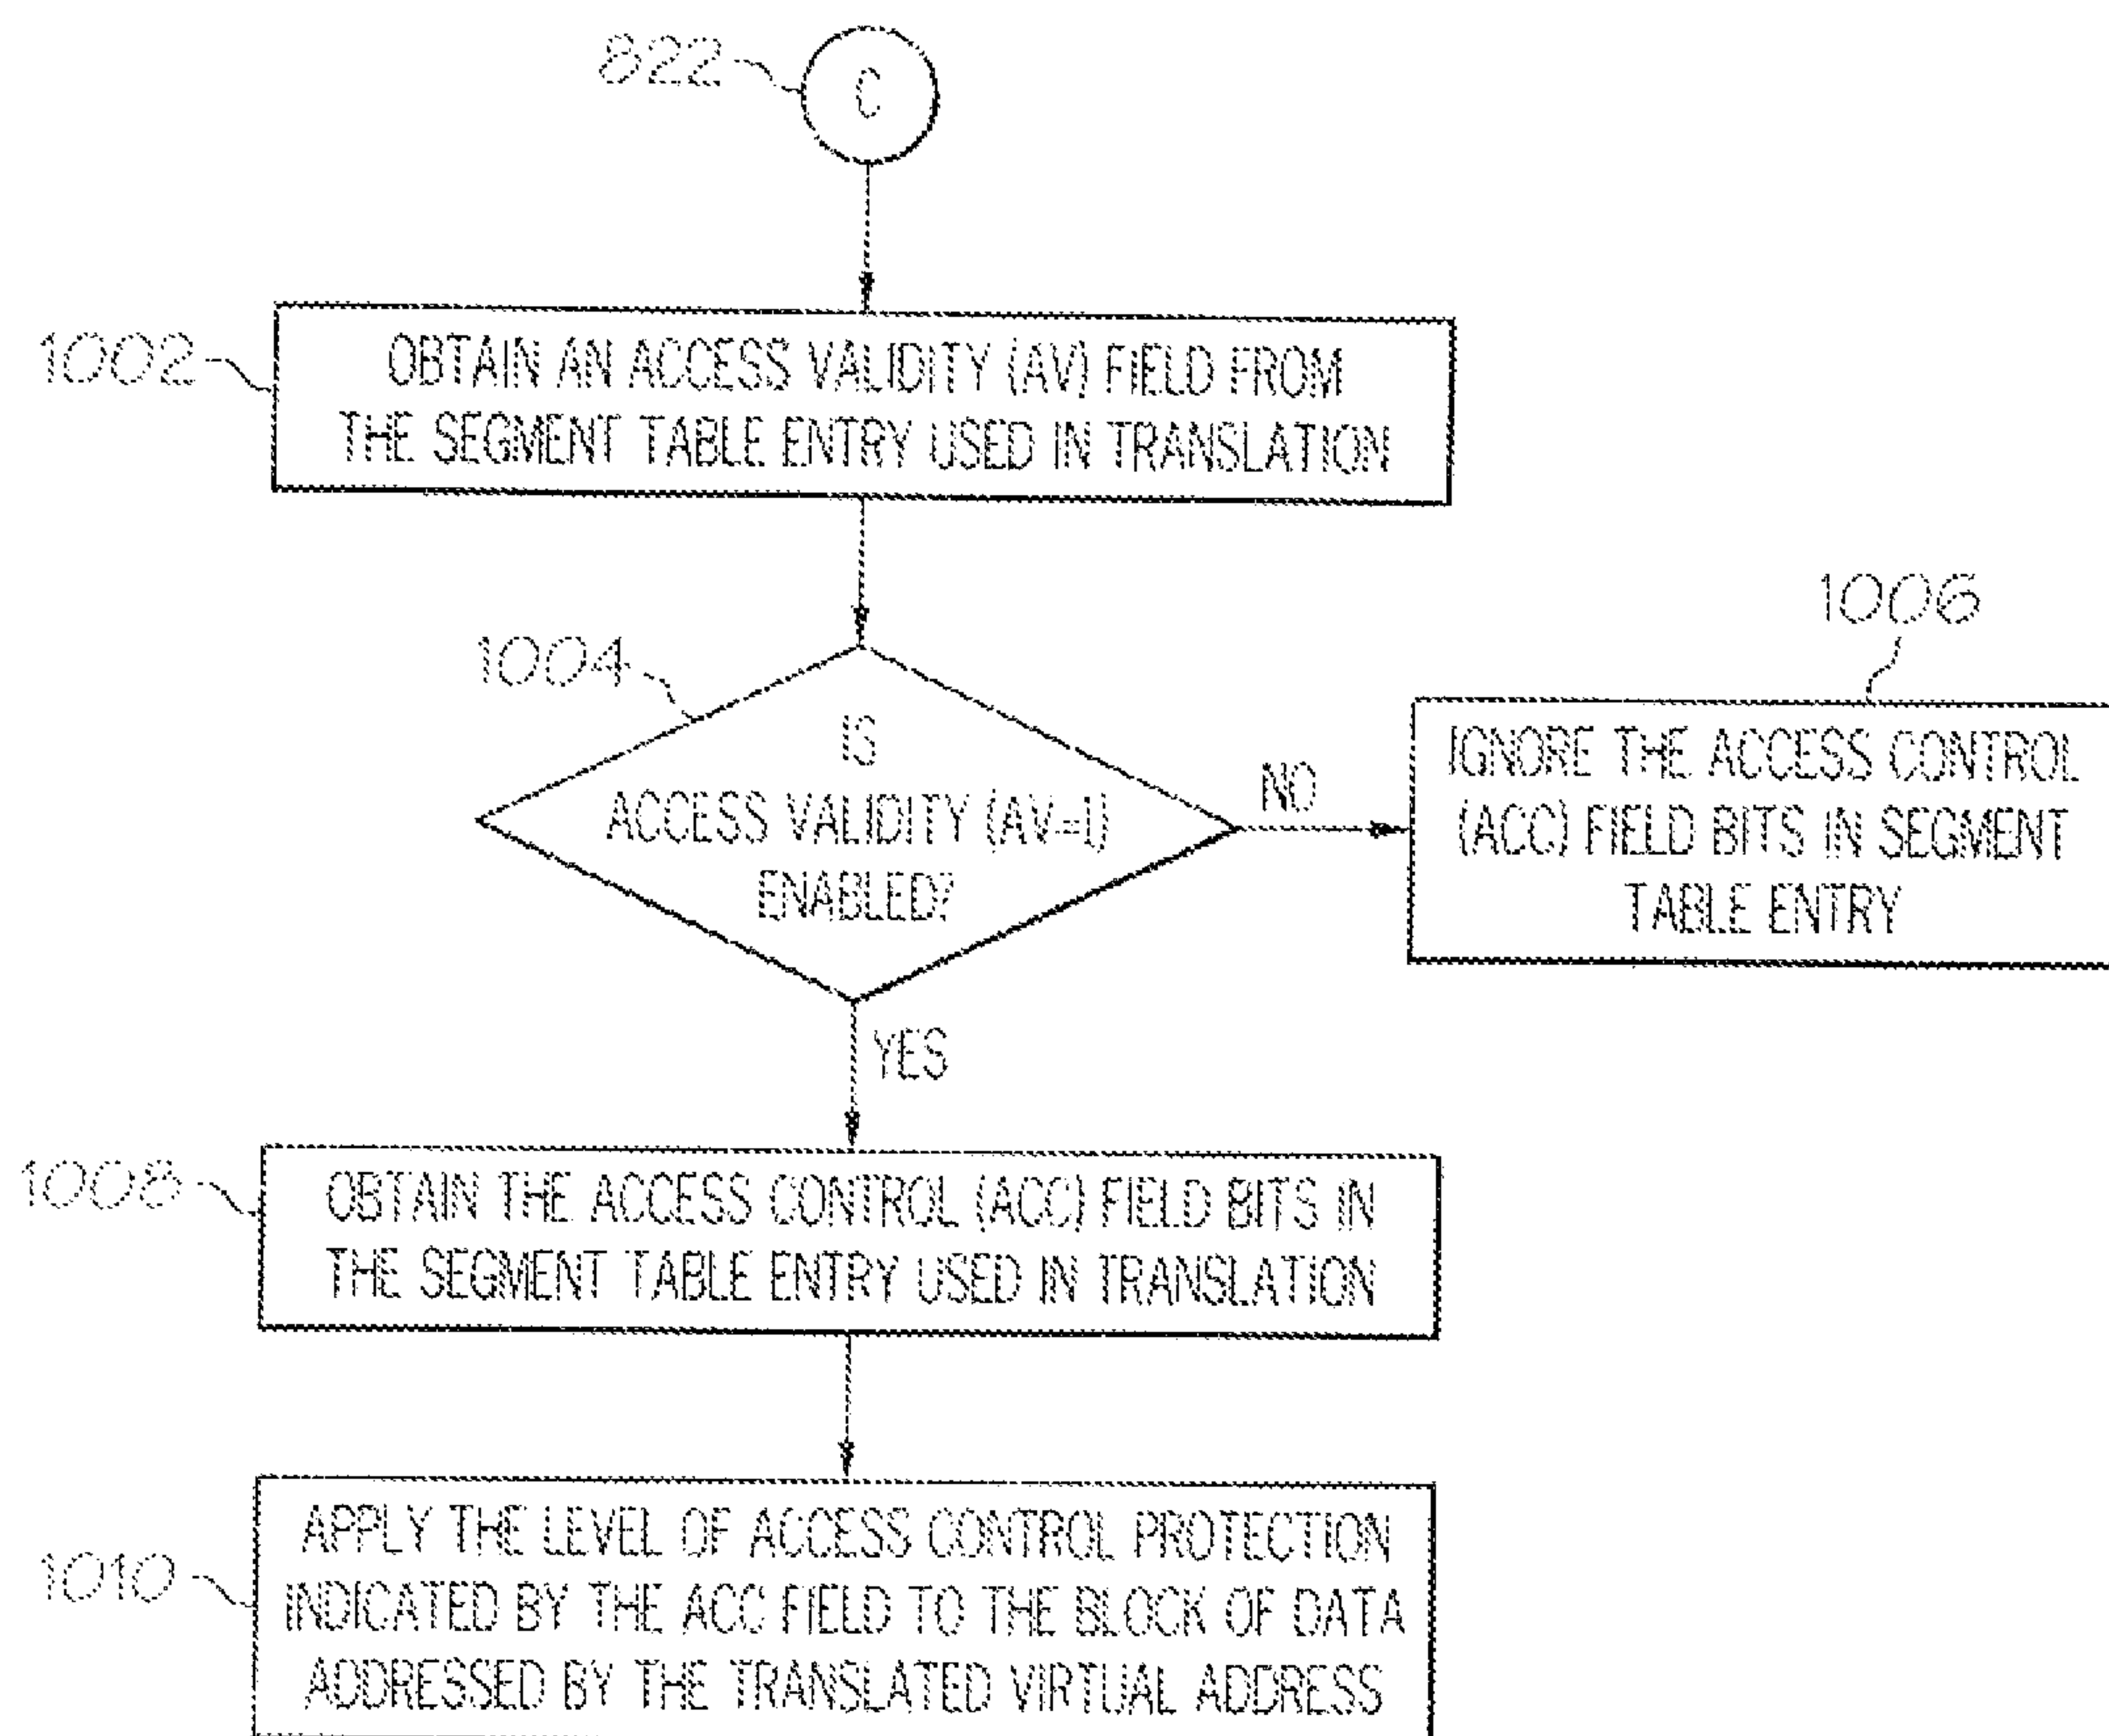 822
C
1002
OBTAIN AN ACCESS VALIDITY (AV) FIELD FROM
THE SEGMENT TABLE ENTRY USED IN TRANSLATION
1004
IS
ACCESS VALIDITY (AV=1)
ENABLED?
NO
1006
IGNORE THE ACCESS CONTROL
(ACC) FIELD BITS IN SEGMENT
TABLE ENTRY
YES
1008
OBTAIN THE ACCESS CONTROL (ACC) FIELD BITS IN
THE SEGMENT TABLE ENTRY USED IN TRANSLATION
1010
APPLY THE LEVEL OF ACCESS CONTROL PROTECTION
INDICATED BY THE ACC FIELD TO THE BLOCK OF DATA
ADDRESSED BY THE TRANSLATED VIRTUAL ADDRESS